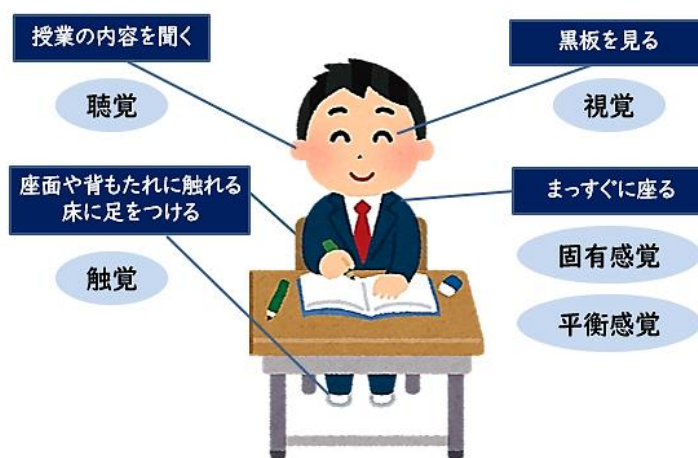 授業の内容を聞く
聴覚
黒板を見る
視覚
座面や背もたれに触れる
床に足をつける
触覚
まっすぐに座る
固有感覚
平衡感覚